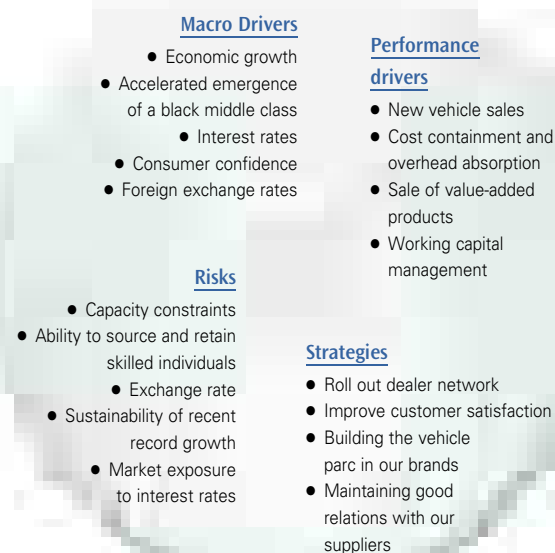 Macro Drivers
● Economic growth
● Accelerated emergence
of a black middle class
● Interest rates
● Consumer confidence
● Foreign exchange rates
Performance
drivers
● New vehicle sales
● Cost containment and
overhead absorption
● Sale of value-added
products
● Working capital
management
Risks
● Capacity constraints
● Ability to source and retain
skilled individuals
● Exchange rate
● Sustainability of recent
record growth
● Market exposure
to interest rates
Strategies
● Roll out dealer network
● Improve customer satisfaction
● Building the vehicle
parc in our brands
● Maintaining good
relations with our
suppliers